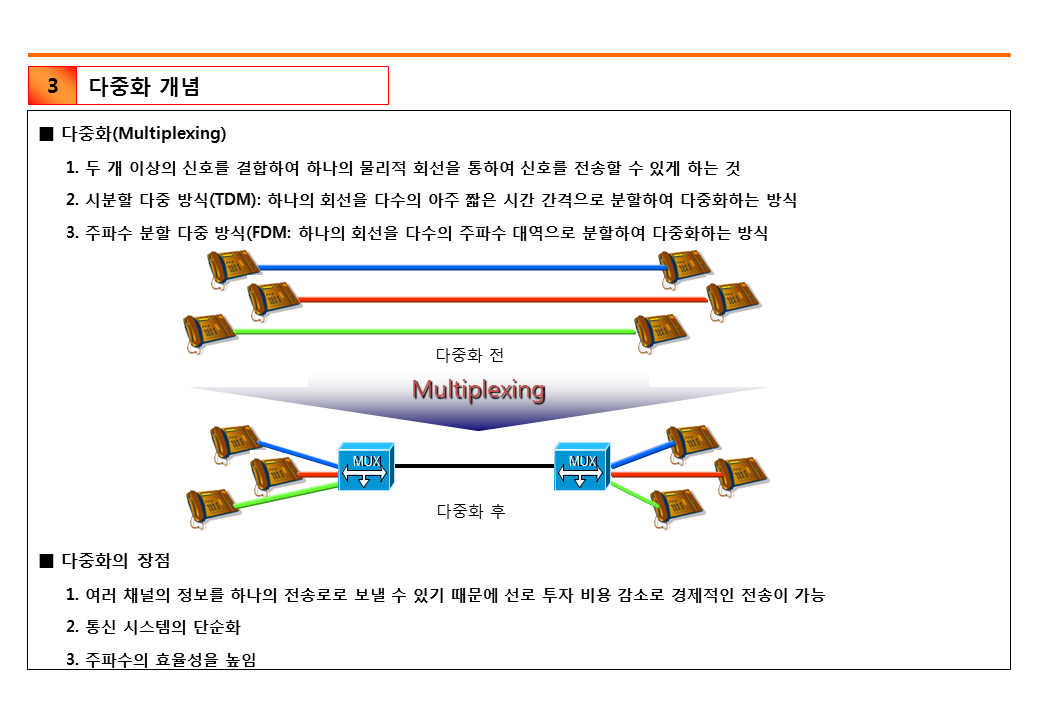 3 다중화 개념
■ 다중화(Multiplexing)
1. 두 개 이상의 신호를 결합하여 하나의 물리적 회선을 통하여 신호를 전송할 수 있게 하는 것
2. 시분할 다중 방식(TDM): 하나의 회선을 다수의 아주 짧은 시간 간격으로 분할하여 다중화하는 방식
3. 주파수 분할 다중 방식(FDM: 하나의 회선을 다수의 주파수 대역으로 분할하여 다중화하는 방식
다중화 전
Multiplexing
MUX MUX
다중화 후
■ 다중화의 장점
1. 여러 채널의 정보를 하나의 전송로로 보낼 수 있기 때문에 선로 투자 비용 감소로 경제적인 전송이 가능
2. 통신 시스템의 단순화
3. 주파수의 효율성을 높임